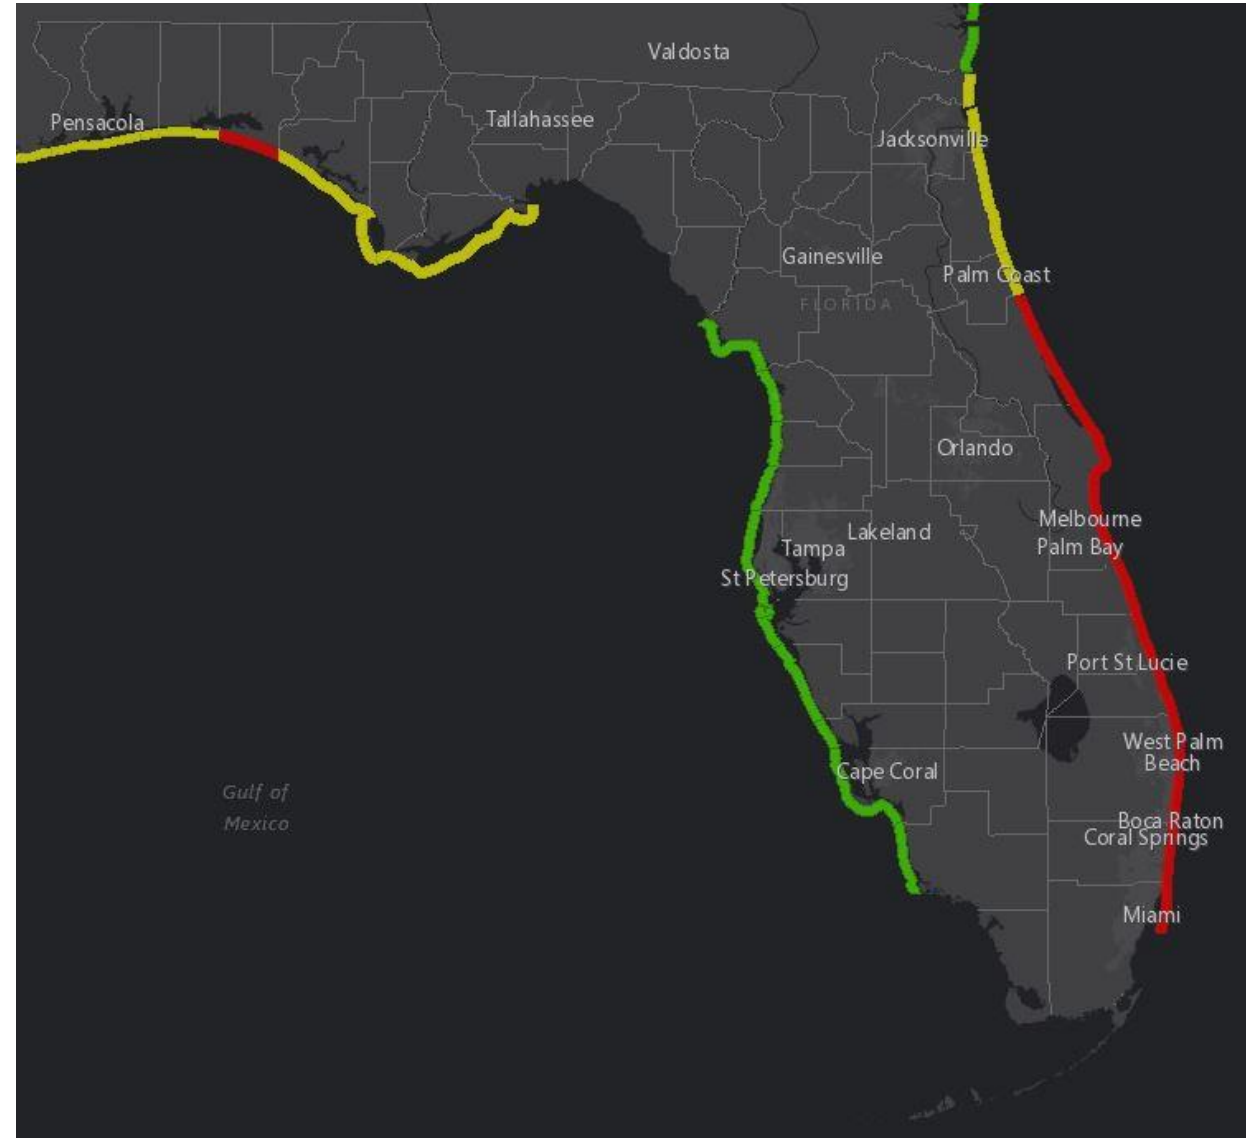 Valdosta
Pensacola
Tallahassee
Jacksonville
Gainesville
Palm Coast
FLORIDA
Orlando
Melbourne
Lakeland
Palm Bay
Tampa
St Petersburg
Port St Lucie
West Palm
Beach
Cape Coral
Gulf of
Mexico
Boca Raton
Coral Springs
Miami